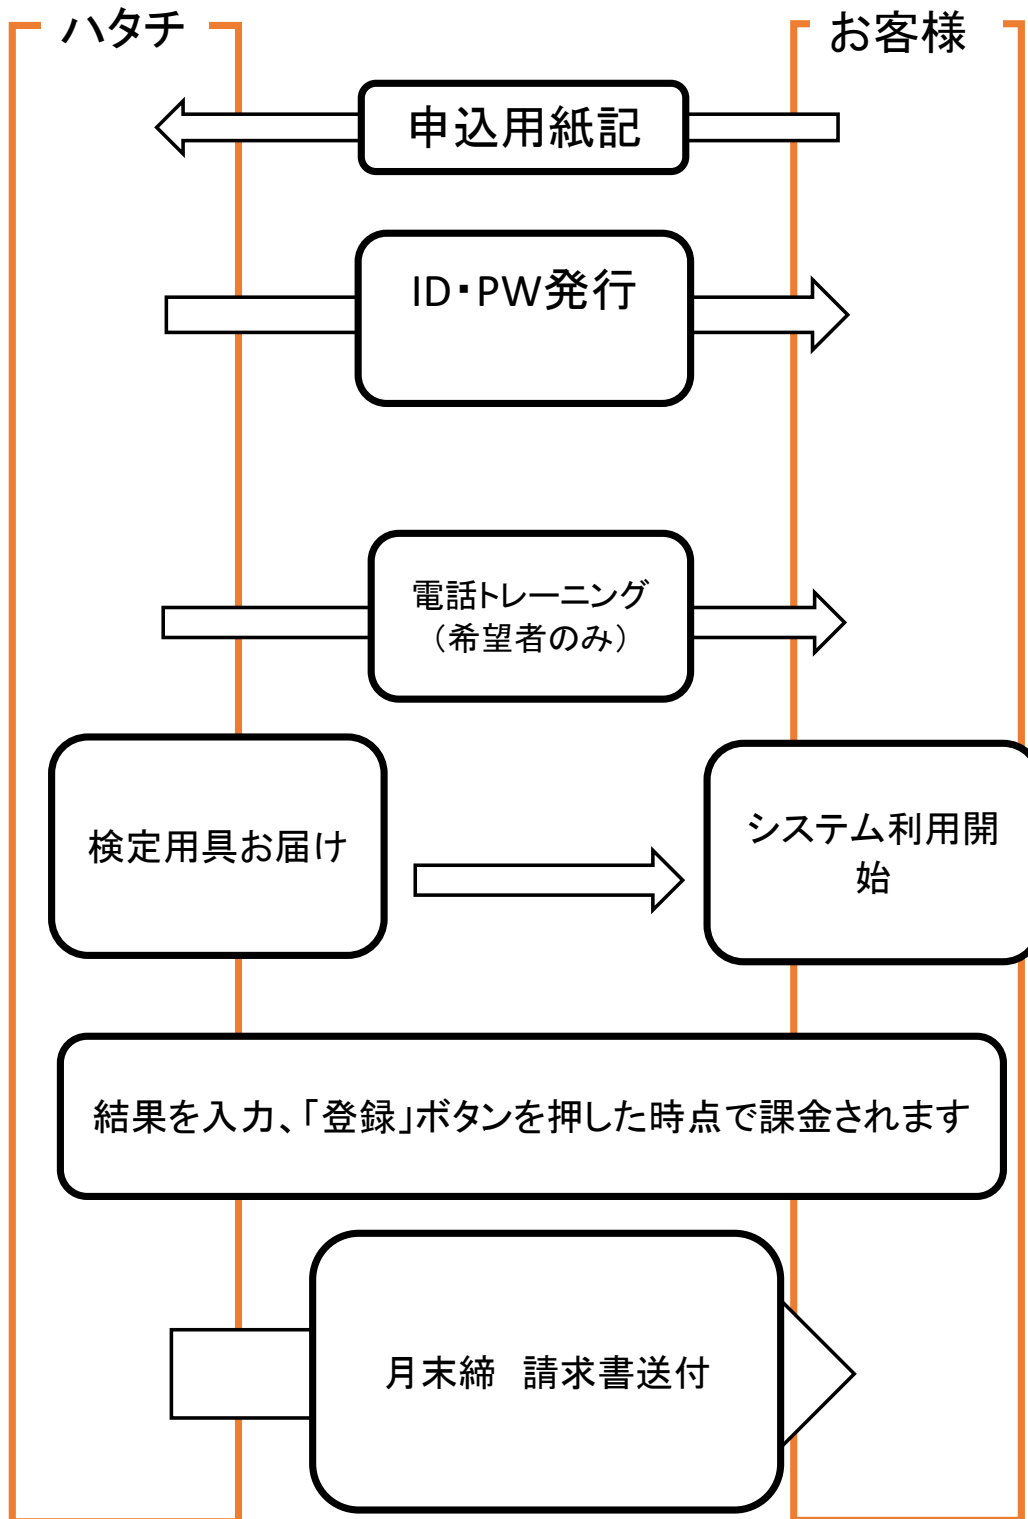 ハタチ
お客様
申込用紙記
ID・PW発行
電話トレーニング
（希望者のみ）
検定用具お届け
システム利用開
始
結果を入力、「登録」ボタンを押した時点で課金されます
月末締　請求書送付